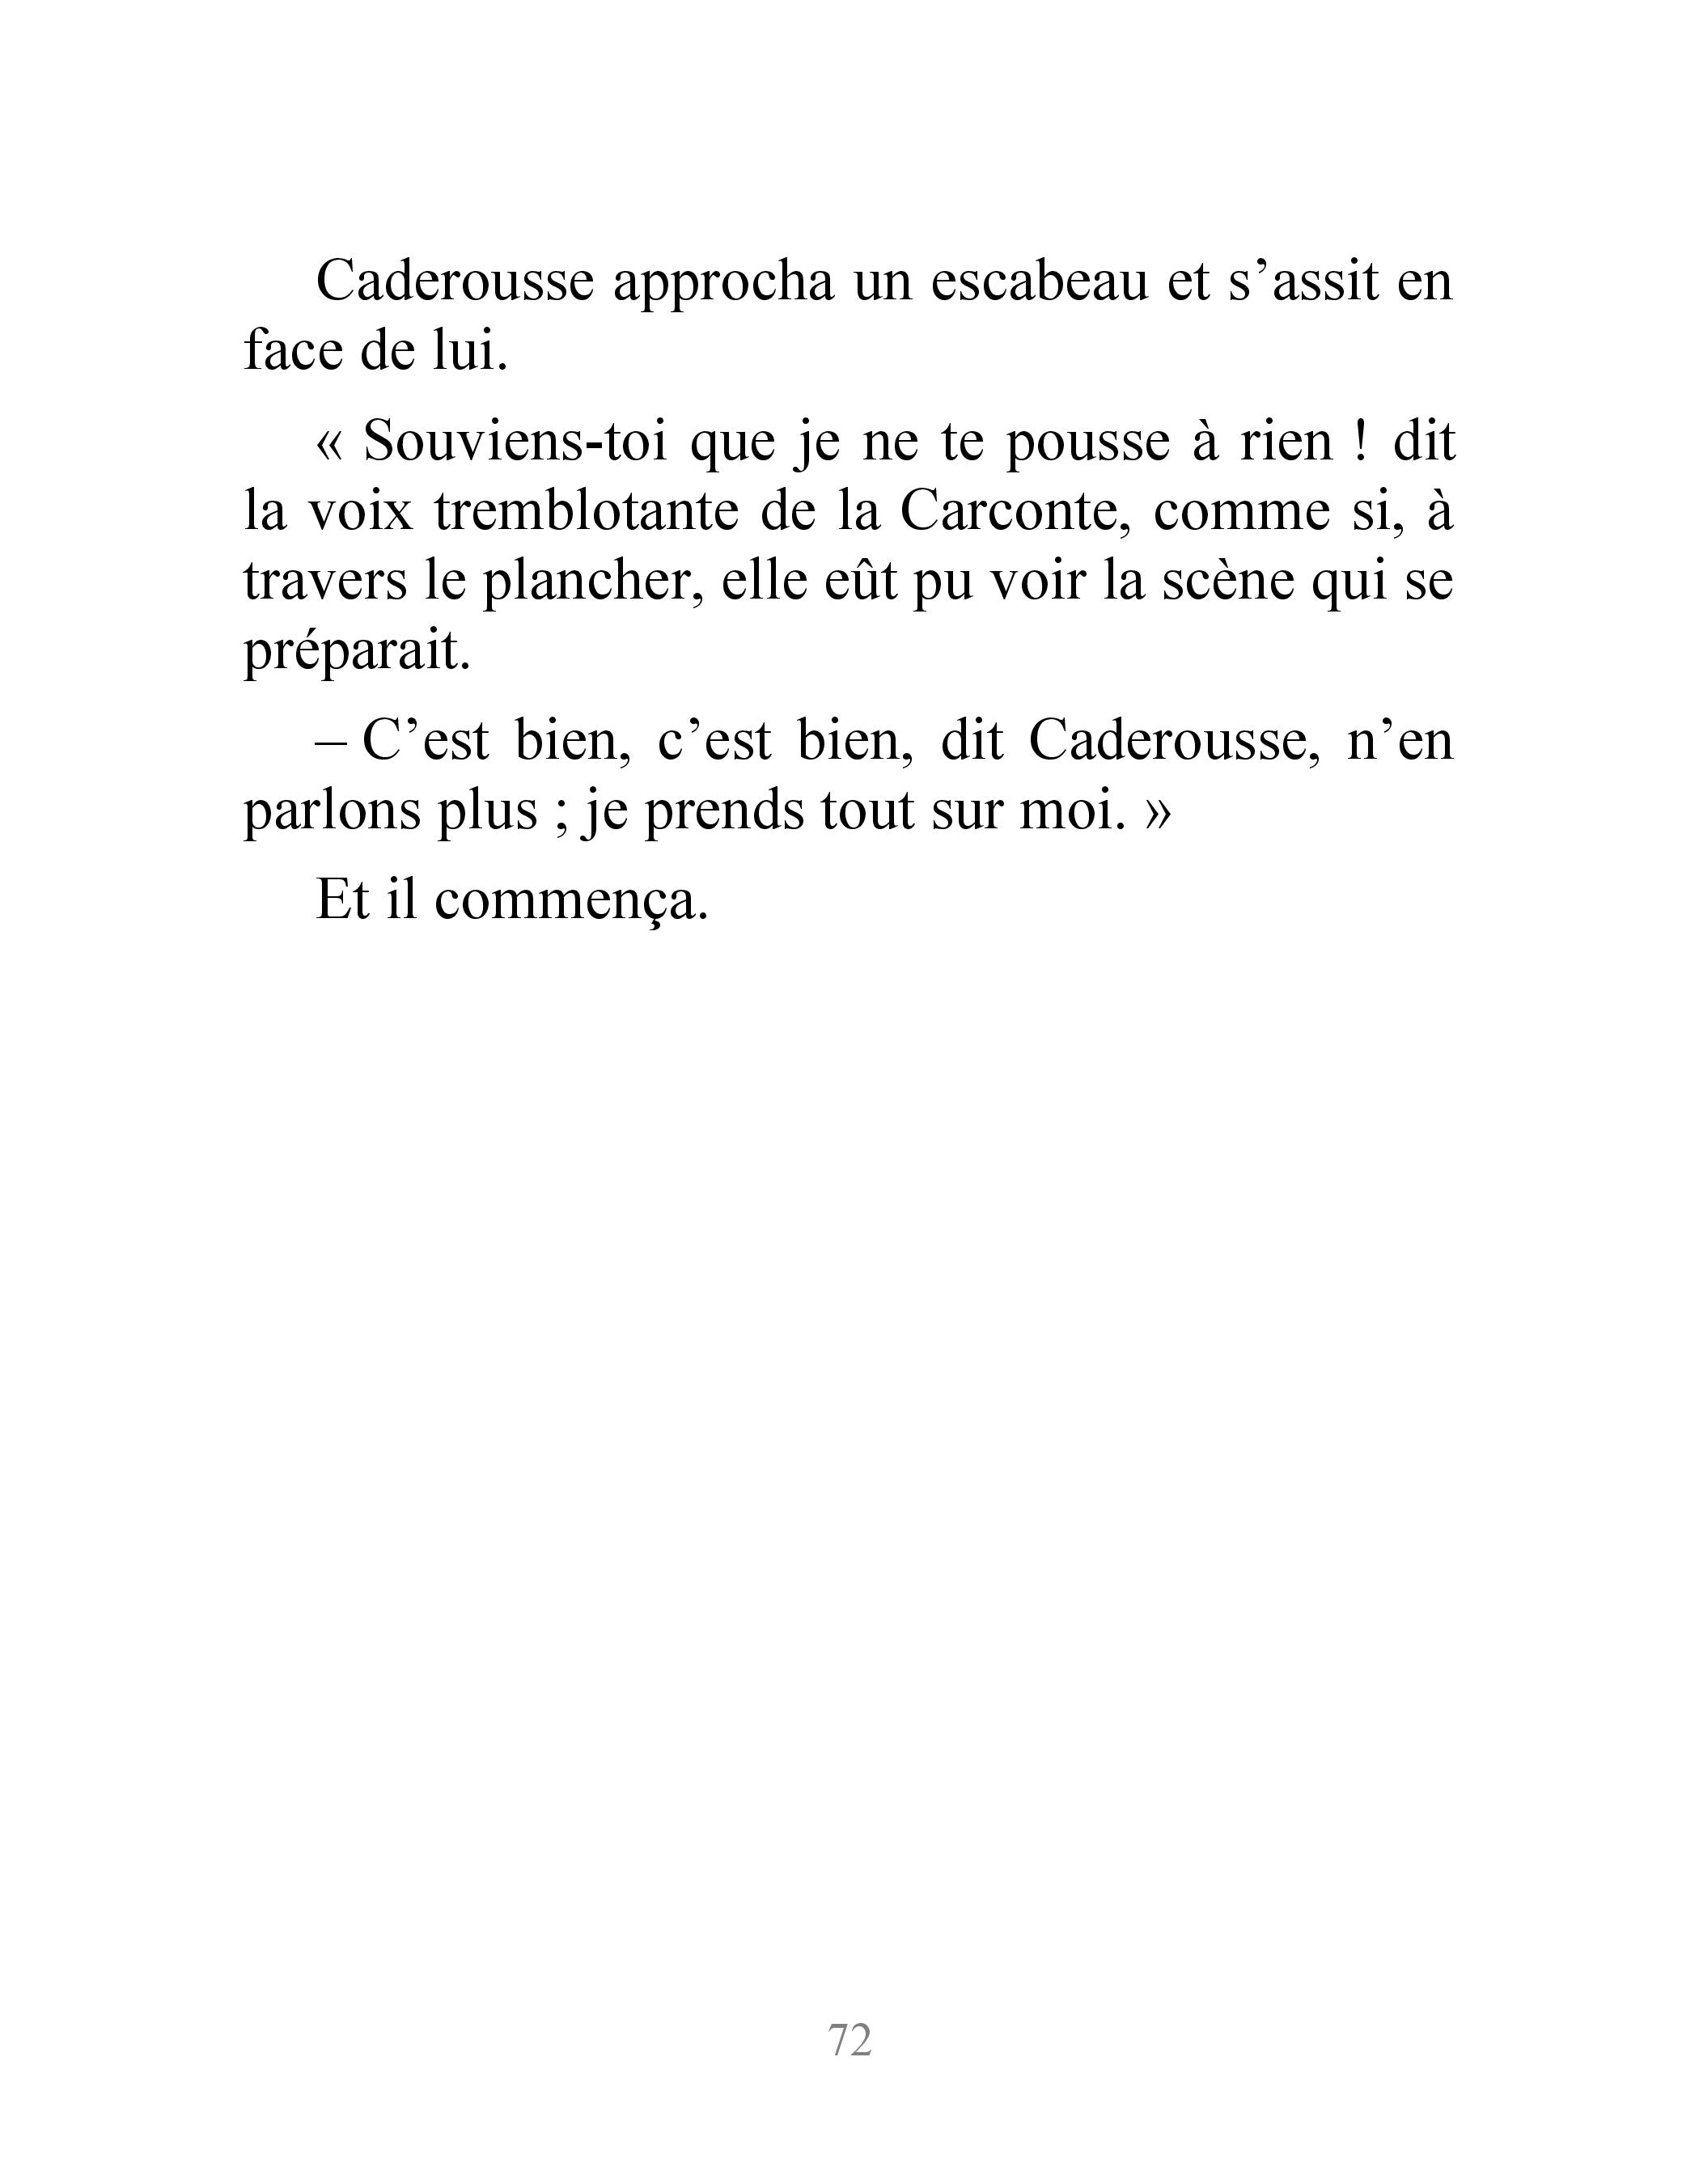 Caderousse approcha un escabeau et s’assit en
face de lui.
« Souviens-toi que je ne te pousse à rien ! dit
la voix tremblotante de la Carconte, comme si, à
travers le plancher, elle eût pu voir la scène qui se
préparait.
– C’est bien, c’est bien, dit Caderousse, n’en
parlons plus ; je prends tout sur moi. »
Et il commença.
72